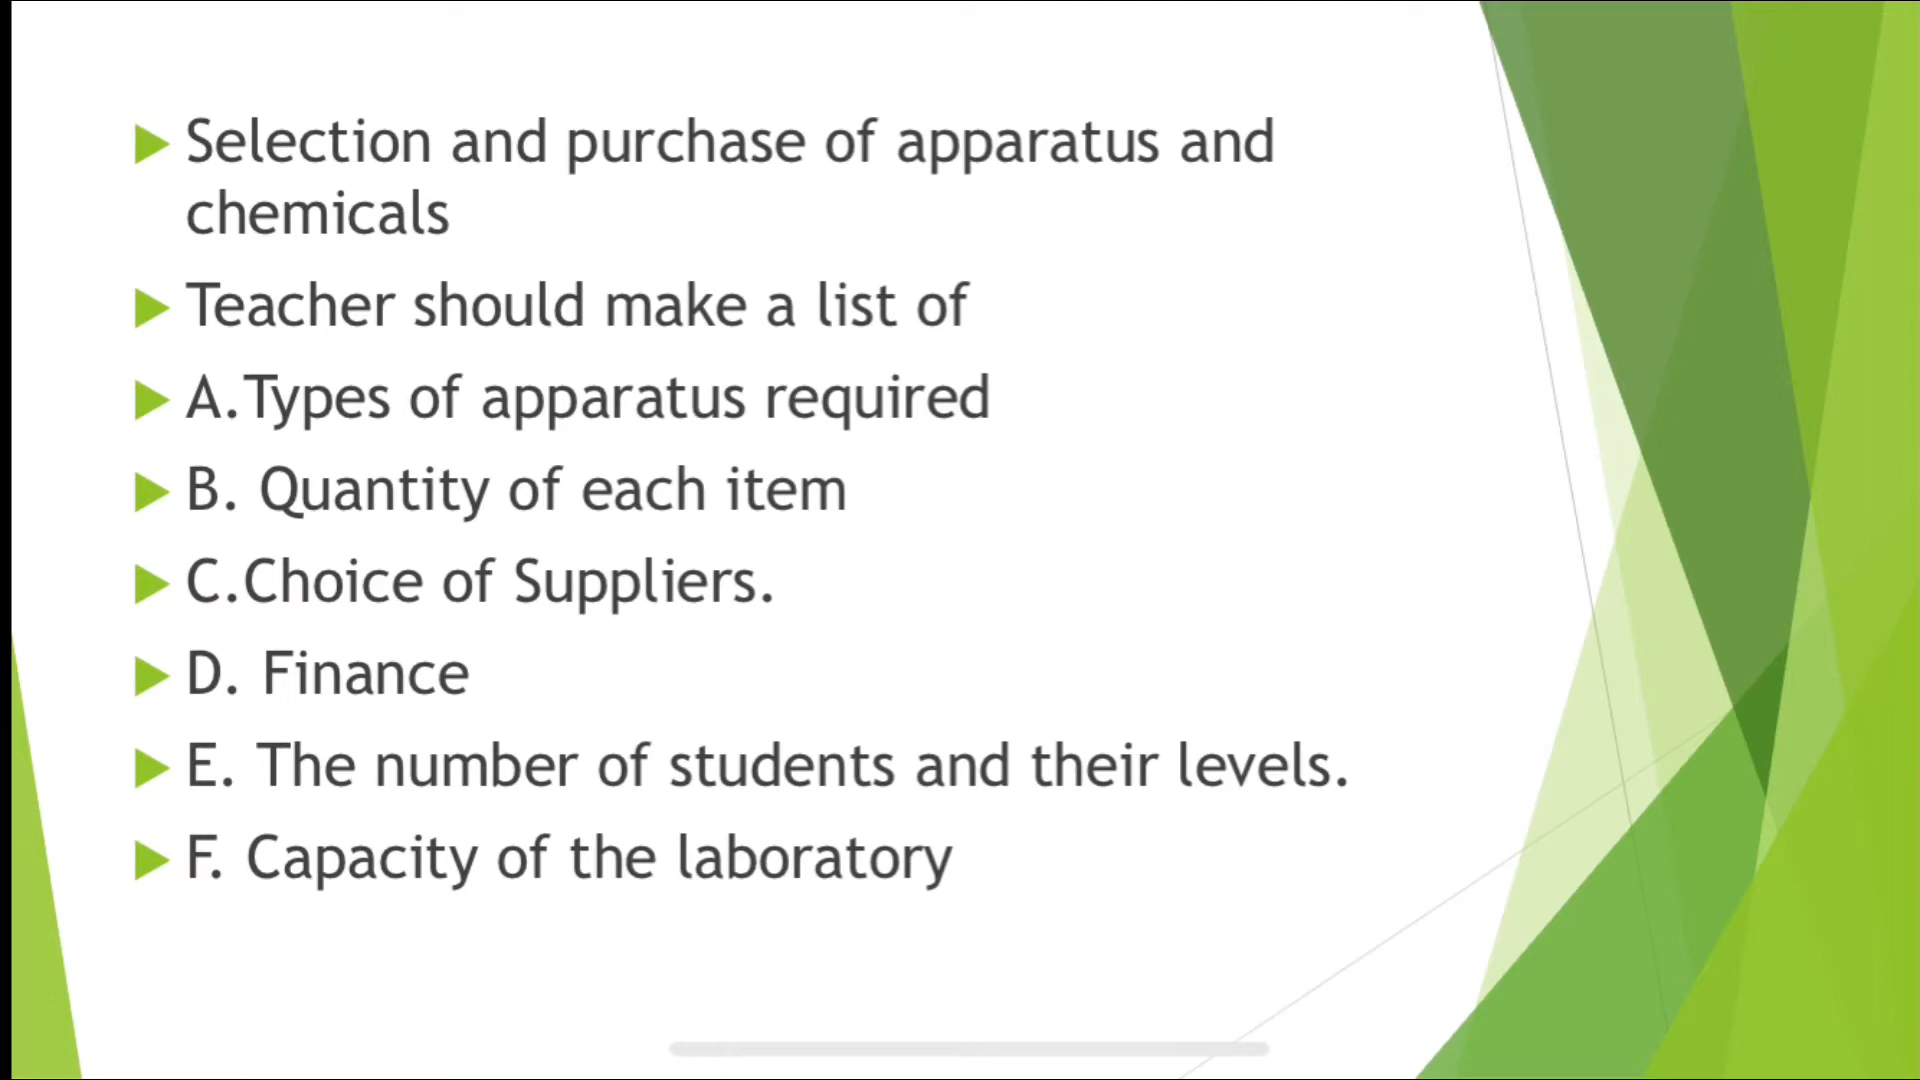 Selection and purchase of apparatus and
chemicals
Teacher should make a list of
A.Types of apparatus required
B. Quantity of each item
C.Choice of Suppliers.
D. Finance
E. The number of students and their levels.
F. Capacity of the laboratory